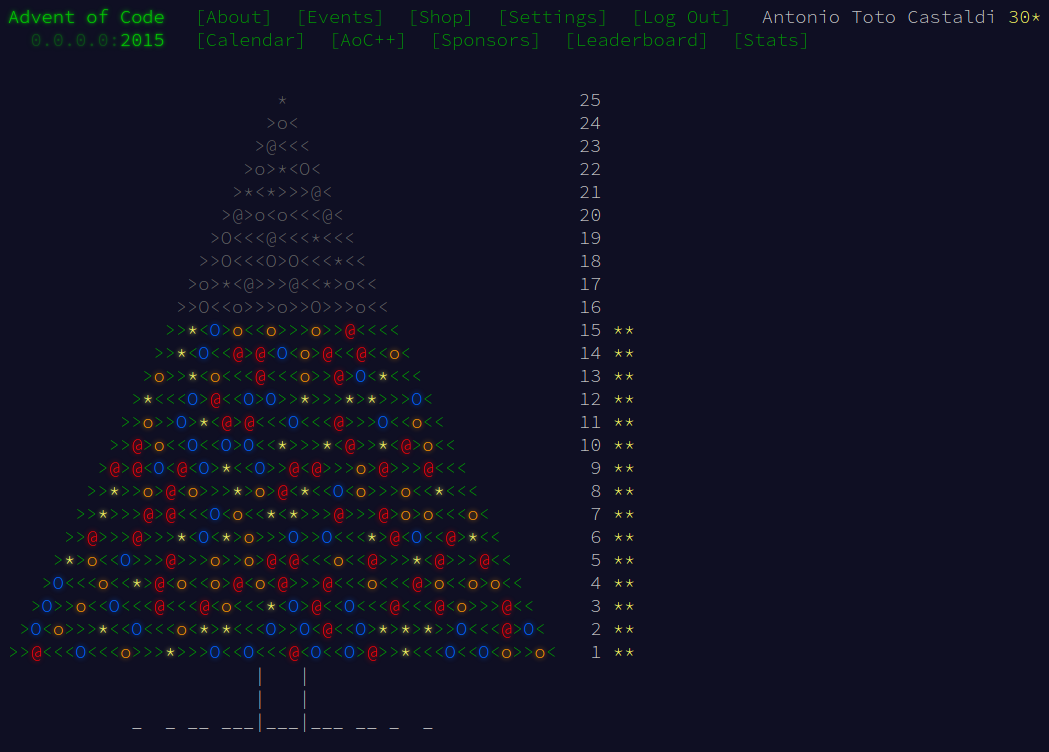 Advent of Code [About] [Events] [Shop] [Settings] [Log Out] Antonio Toto Castaldi 30*
0.0.0.0:2015 [Calendar] [AoC++] [Sponsors] [Leaderboard] [Stats]
* 25
>o< 24
>@<<< 23
>o>*<O< 22
>*<*>>>@< 21
>@>o<o<<<@< 20
>O<<<@<<<*<<< 19
>>O<<<O>O<<<*<< 18
>o>*<@>>>@<<*>o<< 17
>>O<<o>>>o>>O>>>o<< 16
>>*<O>o<<o>>>o>>@<<<< 15 **
>>*<O<<@>@<O<o>@<<@<<o< 14 **
>o>>*<o<<<@<<<o>>@>O<*<<< 13 **
>*<<<O>@<<O>O>>*>>>*>*>>>O< 12 **
>>o>>O>*<@>@<<<O<<<@>>>O<<o<< 11 **
>>@>o<<O<<O>O<<*>>>*<@>>*<@>o<< 10 **
>@>@<O<@<O>*<<O>>@<@>>>o>@>>>@<<< 9 **
>>*>>o>@<o>>>*>o>@<*<<O<o>>>o<<*<<< 8 **
>>*>>>@>@<<<O<o<<*<*>>>@>>>@>o<o<<<o< 7 **
>>@>>>@>>>*<O<*>o>>>O>>O<<<*>@<O<<@>*<< 6 **
>*>o<<O>>>@>>>o>>o>@<@<<<o<<@>>>*<@>>>@<< 5 **
>O<<<o<<*>@<o<<o>@>o<@>>>@<<<o<<<@>o<<o>o<< 4 **
>O>>o<<O<<<@<<<@<o<<<*<O>@<<O<<<@<<<@<o>>>@<< 3 **
>O<o>>>*<<O<<<o<*>*<<<O>>O<@<<O>*>*>*>>O<<<@>O< 2 **
>>@<<<O<<<o>>>*>>>O<<O<<<@<O<<O>@>>*<<<O<<O<o>>o< 1 **
| |
| |
_ _ __ ___|___|___ __ _ _